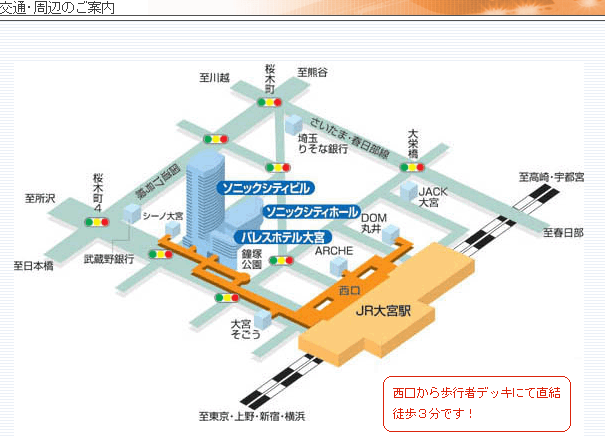 交通・周辺のご案内
至川越
桜木町
至熊谷
さいたま・春日部線
埼玉
りそな銀行
大栄橋
国道17号線
至高崎・宇都宮
桜木町4
至所沢
ソニックシティビル
JACK
大宮
シーノ大宮
ソニックシティホール
DOM
丸井
至春日部
パレスホテル大宮
武蔵野銀行
至日本橋
鐘塚
公園
ARCHE
西口
JR大宮駅
大宮
そごう
西口から歩行者デッキにて直結
徒歩３分です！
至東京・上野・新宿・横浜